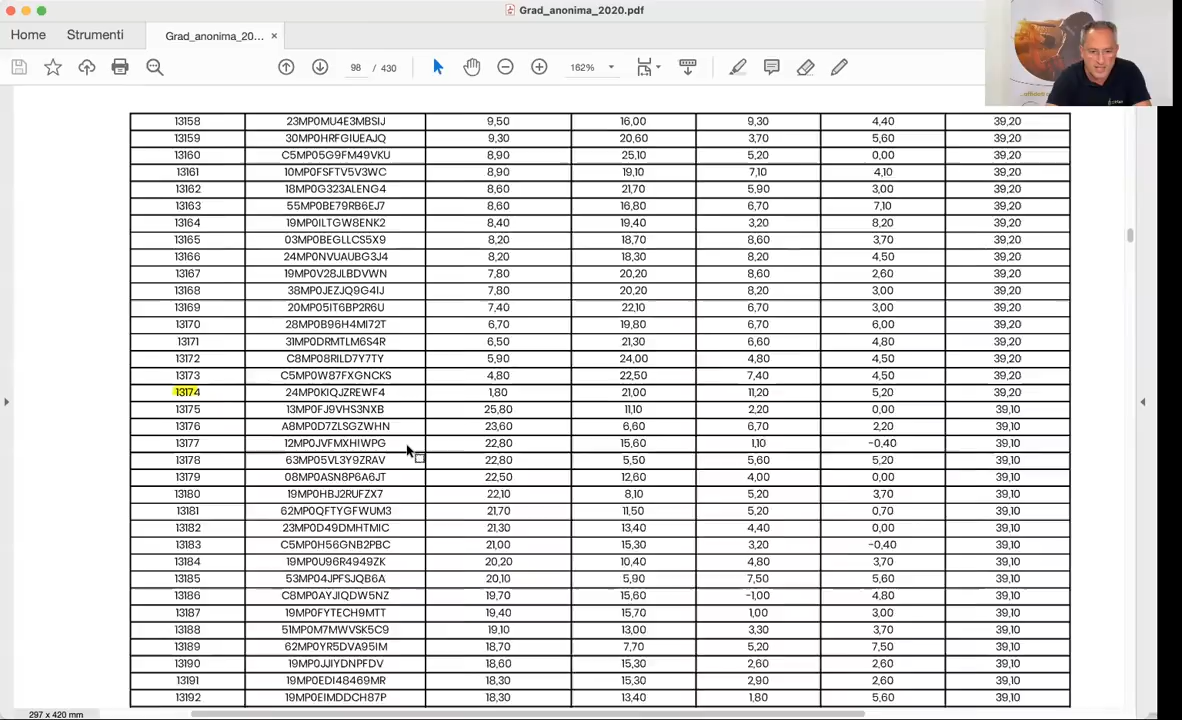 Grad_anonima_2020.pdf
Home Strumenti Grad_anonima_20... ×
98 / 430 162%
13158 23MP0MU4E3MBSIJ 9,50 16,00 9,30 4,40 39,20
13159 30MP0HRFGIUEAJQ 9,30 20,60 3,70 5,60 39,20
13160 C5MP05G9FM49VKU 8,90 25,10 5,20 0,00 39,20
13161 10MP0FSFTV5V3WC 8,90 19,10 7,10 4,10 39,20
13162 18MP0G323ALENG4 8,60 21,70 5,90 3,00 39,20
13163 55MP0BE79RB6EJ7 8,60 16,80 6,70 7,10 39,20
13164 19MP0ILTGW8ENK2 8,40 19,40 3,20 8,20 39,20
13165 03MP0BEGLLCS5X9 8,20 18,70 8,60 3,70 39,20
13166 24MP0NVUAUBG3J4 8,20 18,30 8,20 4,50 39,20
13167 19MP0V28JLBDVWN 7,80 20,20 8,60 2,60 39,20
13168 38MP0JEZJQ9G4IJ 7,80 20,20 8,20 3,00 39,20
13169 20MP05IT6BP2R6U 7,40 22,10 6,70 3,00 39,20
13170 28MP0B96H4MI72T 6,70 19,80 6,70 6,00 39,20
13171 31MP0DRMTLM6S4R 6,50 21,30 6,60 4,80 39,20
13172 C8MP08RILD7Y7TY 5,90 24,00 4,80 4,50 39,20
13173 C5MP0W87FXGNCKS 4,80 22,50 7,40 4,50 39,20
13174 24MP0KIQJZREWF4 1,80 21,00 11,20 5,20 39,20
13175 13MP0FJ9VHS3NXB 25,80 11,10 2,20 0,00 39,10
13176 A8MP0D7ZLSGZWHN 23,60 6,60 6,70 2,20 39,10
13177 12MP0JVFMXHIWPG 22,80 15,60 1,10 -0,40 39,10
13178 63MP05VL3Y9ZRAV 22,80 5,50 5,60 5,20 39,10
13179 08MP0ASN8P6A6JT 22,50 12,60 4,00 0,00 39,10
13180 19MP0HBJ2RUFZX7 22,10 8,10 5,20 3,70 39,10
13181 62MP0QFTYGFWUM3 21,70 11,50 5,20 0,70 39,10
13182 23MP0D49DMHTMIC 21,30 13,40 4,40 0,00 39,10
13183 C5MP0H56GNB2PBC 21,00 15,30 3,20 -0,40 39,10
13184 19MP0U96R4949ZK 20,20 10,40 4,80 3,70 39,10
13185 53MP04JPFSJQB6A 20,10 5,90 7,50 5,60 39,10
13186 C8MP0AYJIQDW5NZ 19,70 15,60 -1,00 4,80 39,10
13187 19MP0FYTECH9MTT 19,40 15,70 1,00 3,00 39,10
13188 51MP0M7MWVSK5C9 19,10 13,00 3,30 3,70 39,10
13189 62MP0YR5DVA95IM 18,70 7,70 5,20 7,50 39,10
13190 19MP0JJIYDNPFDV 18,60 15,30 2,60 2,60 39,10
13191 19MP0EDI48469MR 18,30 15,30 2,90 2,60 39,10
13192 19MP0EIMDDCH87P 18,30 13,40 1,80 5,60 39,10
297 x 420 mm